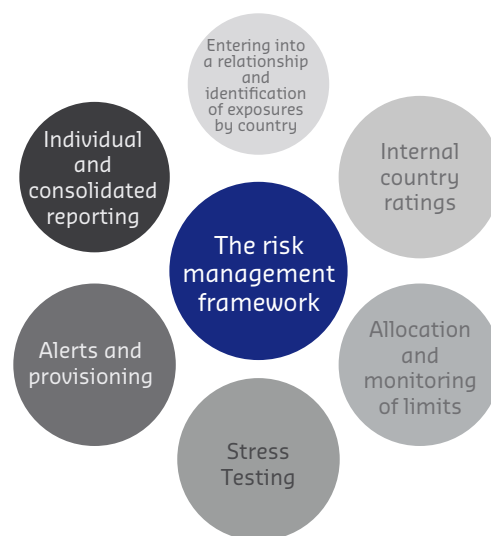 Entering into
a relationship
and
identification
of exposures
by country
Individual
and
consolidated
reporting
Internal
country
ratings
The risk
management
framework
Alerts and
provisioning
Allocation
and
monitoring
of limits
Stress
Testing